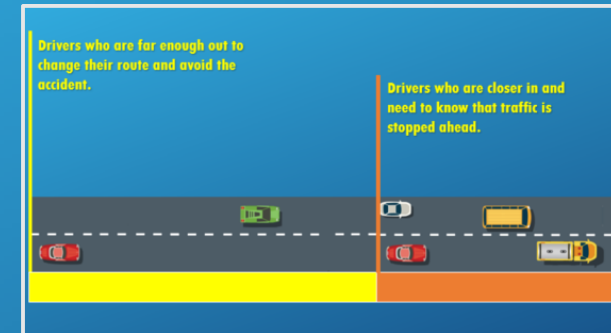 Drivers who are far enough out to
change their route and avoid the
accident.
Drivers who are closer in and
need to know that traffic is
stopped ahead.